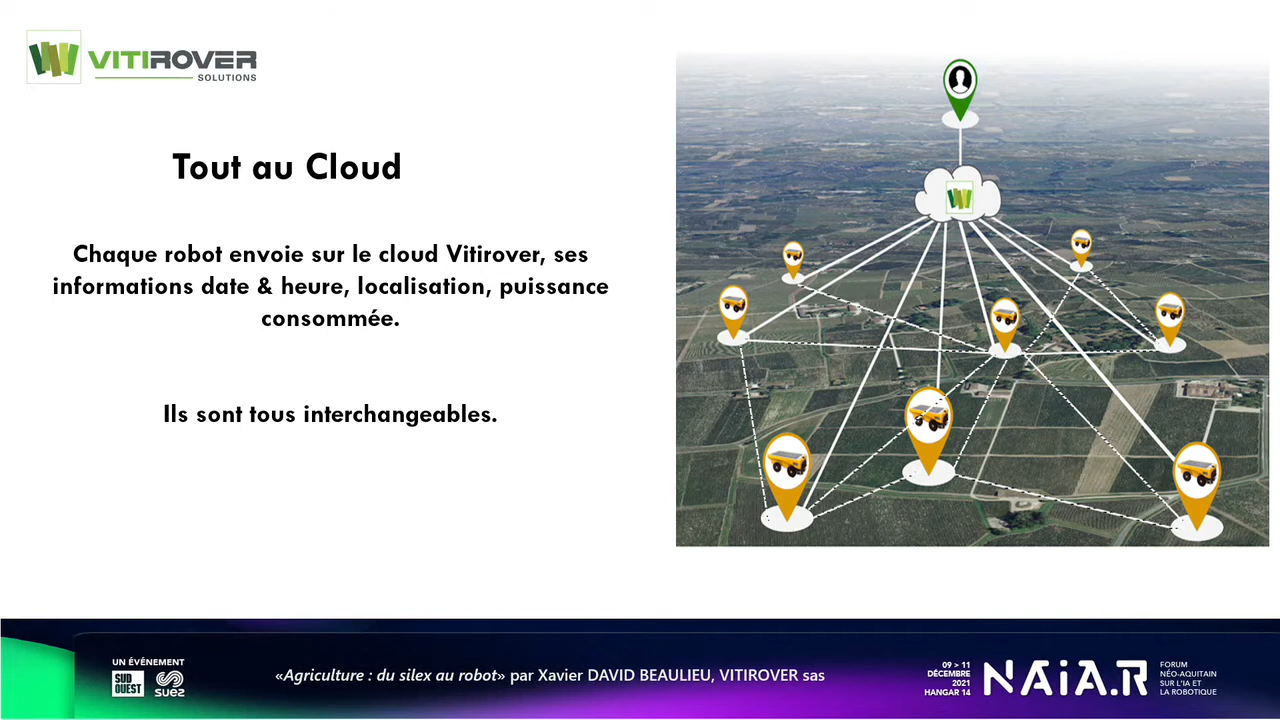 VITIROVER
SOLUTIONS
Tout au Cloud
Chaque robot envoie sur le cloud Vitirover, ses
informations date & heure, localisation, puissance
consommée.
Ils sont tous interchangeables.
UN ÉVÉNEMENT
SUD
OUEST
suez
«Agriculture : du silex au robot» par Xavier DAVID BEAULIEU, VITIROVER sas
09 > 11
DÉCEMBRE
2021
HANGAR 14
NAiA.R
FORUM
NÉO-AQUITAIN
SUR L'IA ET
LA ROBOTIQUE